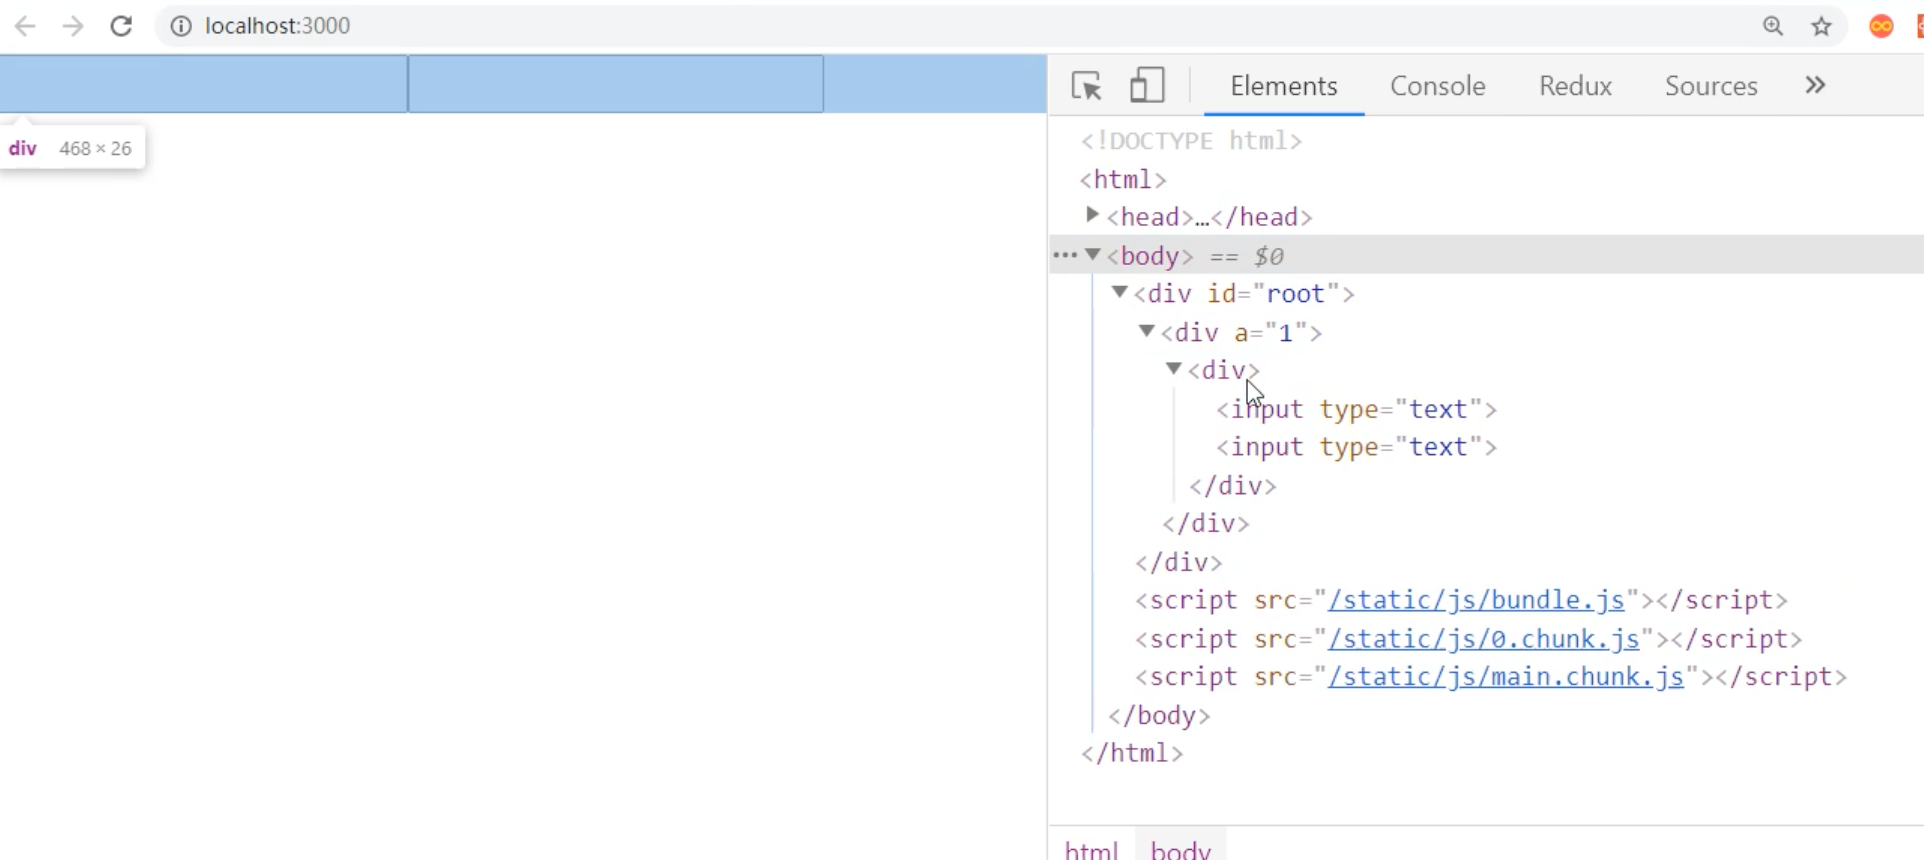 localhost:3000
div 468 × 26
Elements Console Redux Sources »
<!DOCTYPE html>
<html>
<head>…</head>
••• <body> == $0
<div id="root">
<div a="1">
<div>
<input type="text">
<input type="text">
</div>
</div>
</div>
<script src="/static/js/bundle.js"></script>
<script src="/static/js/0.chunk.js"></script>
<script src="/static/js/main.chunk.js"></script>
</body>
</html>
html body